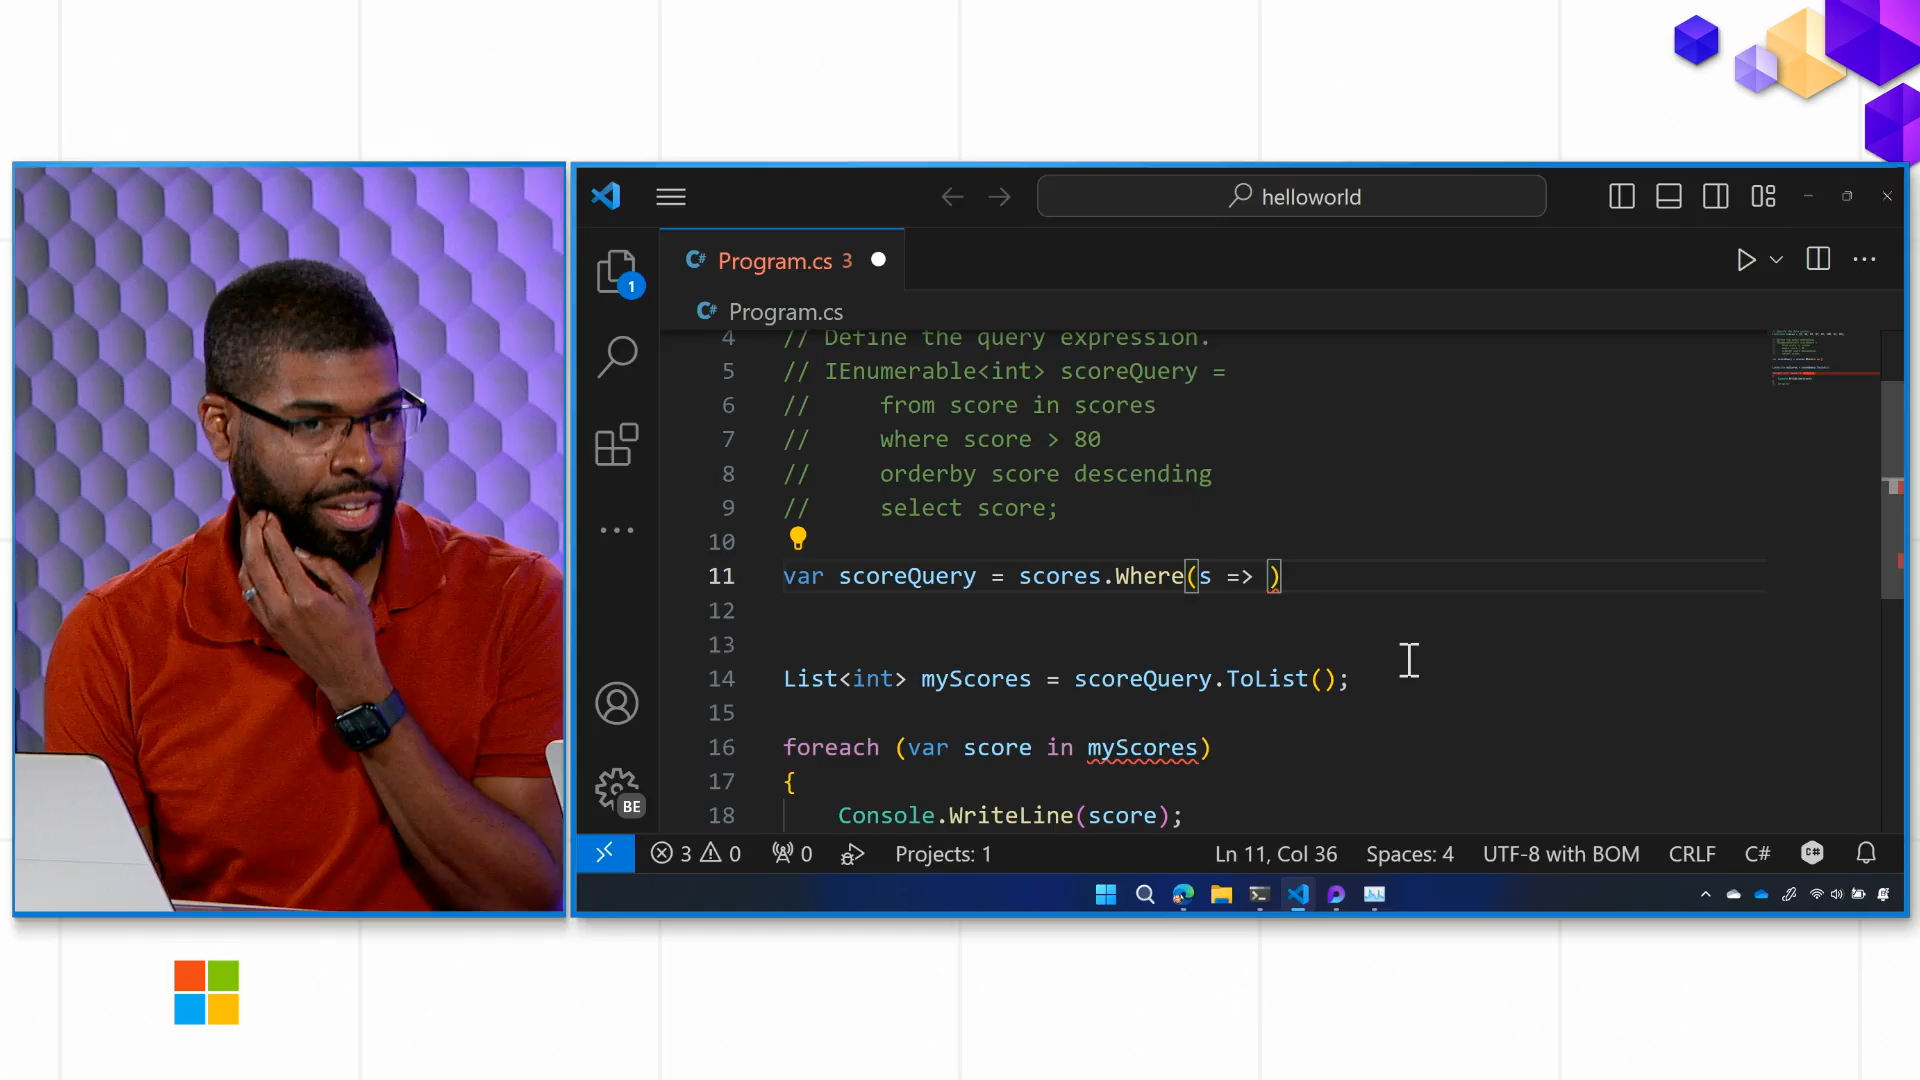 helloworld
C# Program.cs 3
1
C# Program.cs
4 // Define the query expression.
5 // IEnumerable<int> scoreQuery =
6 //     from score in scores
7 //     where score > 80
8 //     orderby score descending
9 //     select score;
10
11 var scoreQuery = scores.Where(s => )
12
13
14 List<int> myScores = scoreQuery.ToList();
15
16 foreach (var score in myScores)
17 {
18     Console.WriteLine(score);
BE
3 0 0 Projects: 1 Ln 11, Col 36 Spaces: 4 UTF-8 with BOM CRLF C# C#